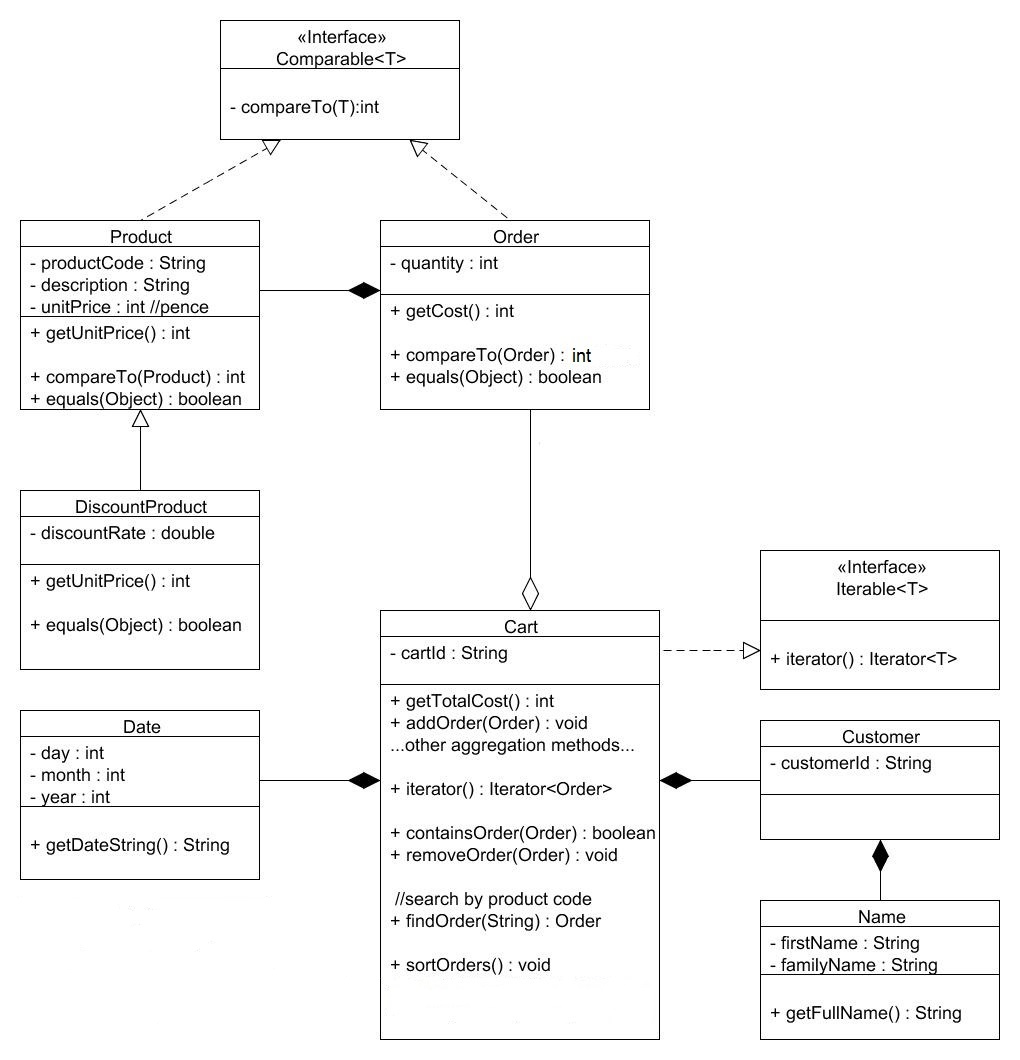 «Interface»
Comparable<T>
- compareTo(T):int
Product
- productCode : String
- description : String
- unitPrice : int //pence
+ getUnitPrice() : int
+ compareTo(Product) : int
+ equals(Object) : boolean
Order
- quantity : int
+ getCost() : int
+ compareTo(Order) : int
+ equals(Object) : boolean
DiscountProduct
- discountRate : double
+ getUnitPrice() : int
+ equals(Object) : boolean
«Interface»
Iterable<T>
+ iterator() : Iterator<T>
Cart
- cartId : String
+ getTotalCost() : int
+ addOrder(Order) : void
...other aggregation methods...
+ iterator() : Iterator<Order>
+ containsOrder(Order) : boolean
+ removeOrder(Order) : void
//search by product code
+ findOrder(String) : Order
+ sortOrders() : void
Date
- day : int
- month : int
- year : int
+ getDateString() : String
Customer
- customerId : String
Name
- firstName : String
- familyName : String
+ getFullName() : String